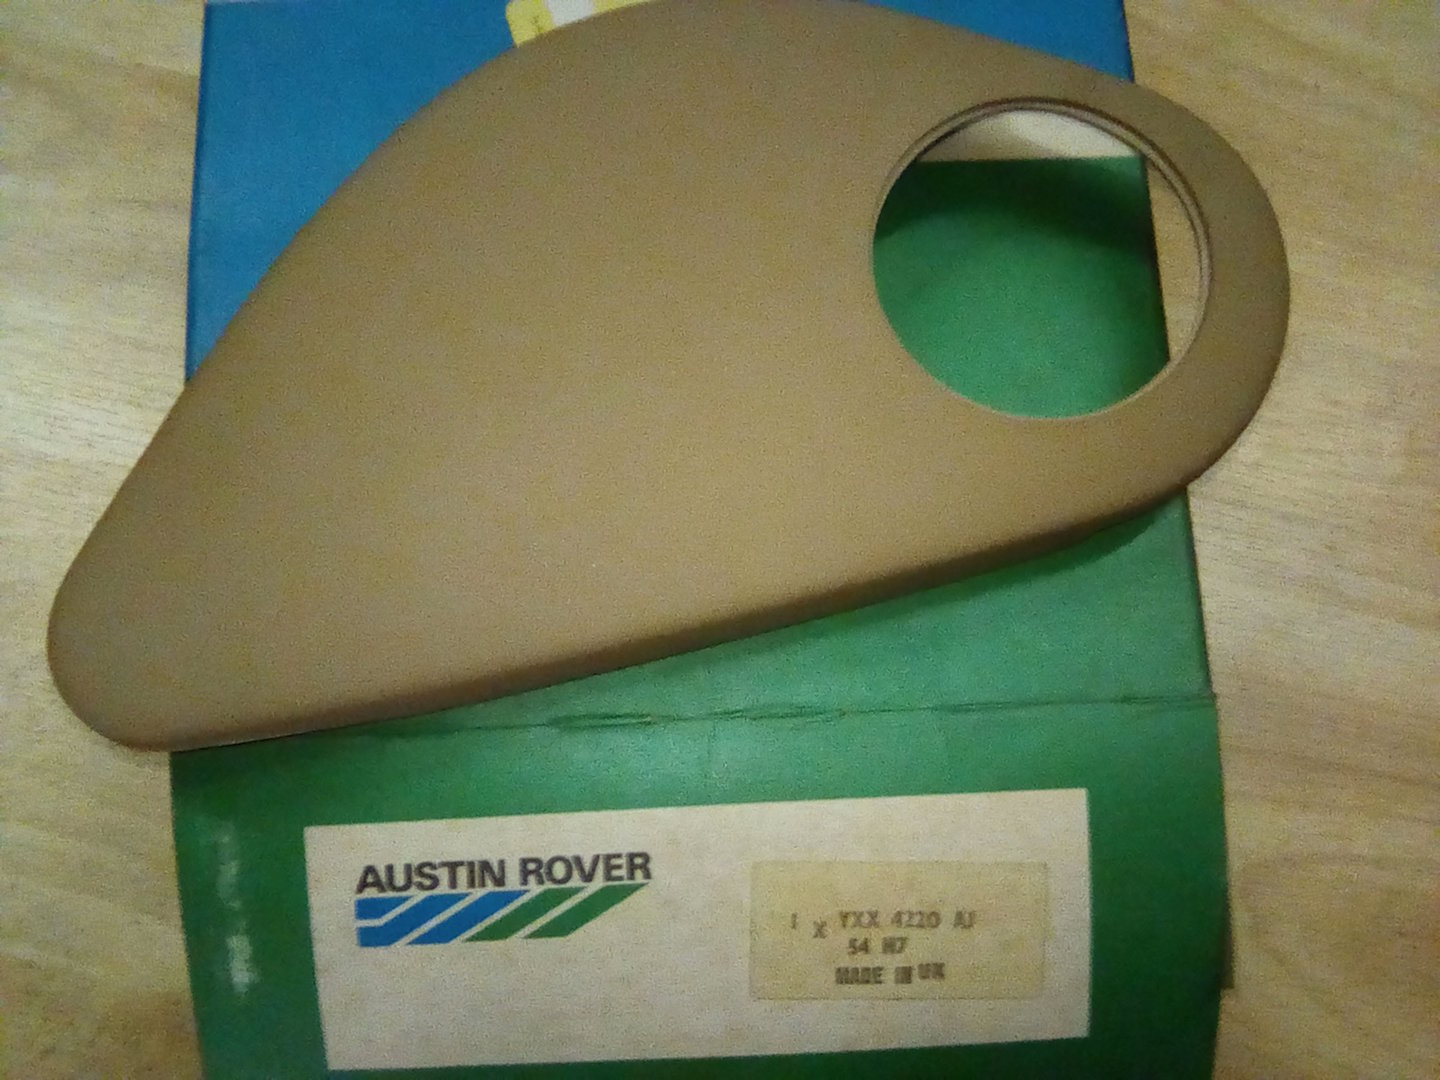 AUSTIN ROVER
1 X YXX 4220 AJ
54 H7
MADE IN UK